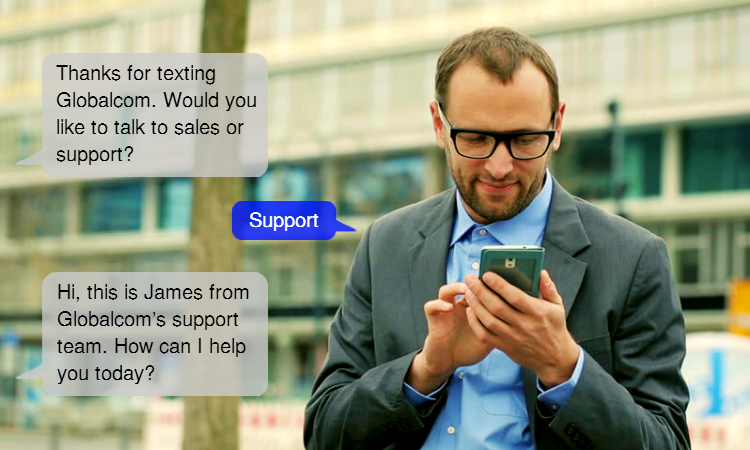 Thanks for texting
Globalcom. Would you
like to talk to sales or
support?
Support
Hi, this is James from
Globalcom's support
team. How can I help
you today?